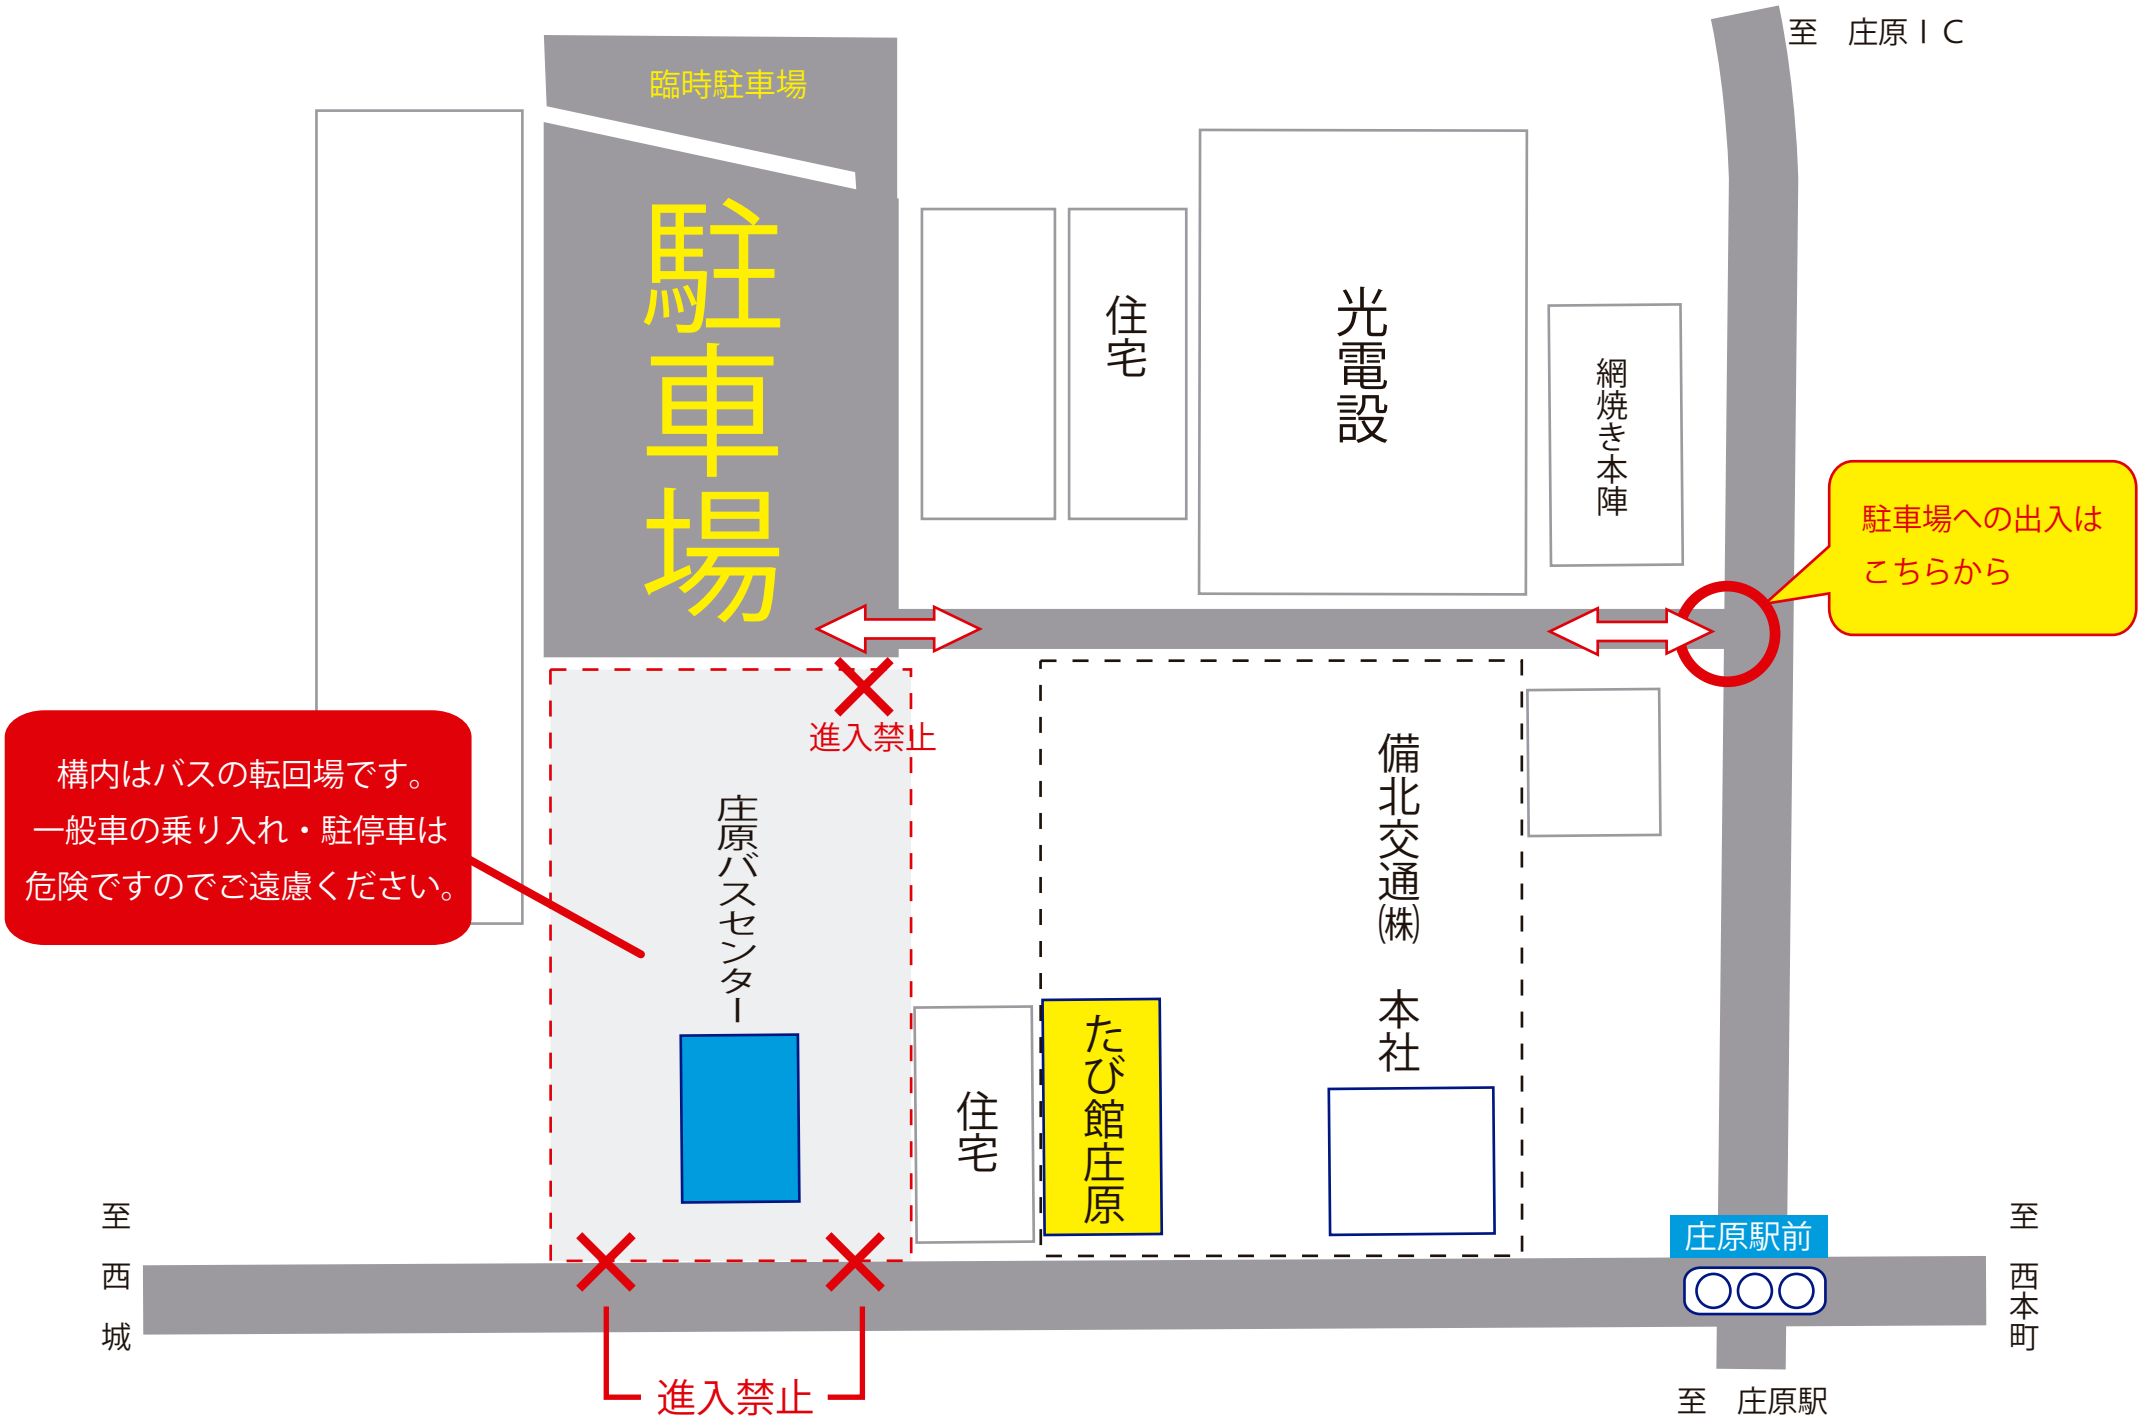 至　庄原ＩＣ
臨時駐車場
駐車場
住宅
光電設
網焼き本陣
駐車場への出入は
こちらから
進入禁止
構内はバスの転回場です。
一般車の乗り入れ・駐停車は
危険ですのでご遠慮ください。
庄原バスセンター
備北交通㈱　本社
住宅
たび館庄原
至　西　城
庄原駅前
至　西本町
進入禁止
至　庄原駅